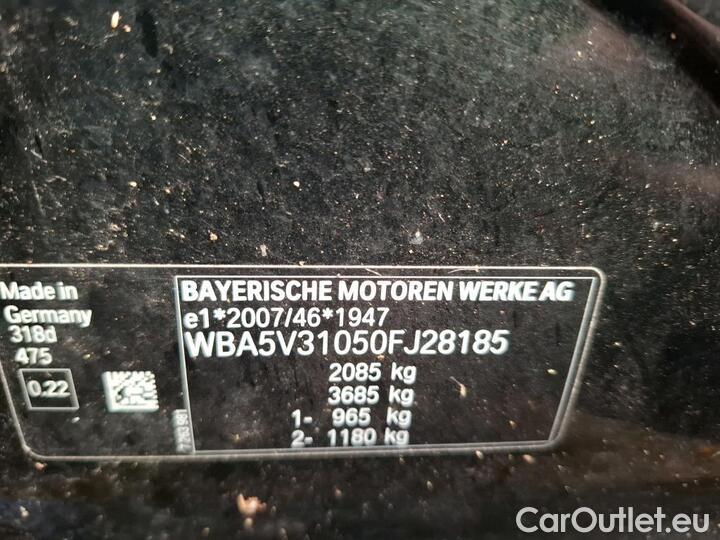 Made in
Germany
318d
475
0.22
BAYERISCHE MOTOREN WERKE AG
e1*2007/46*1947
WBA5V31050FJ28185
2085 kg
3685 kg
1- 965 kg
2- 1180 kg
CarOutlet.eu